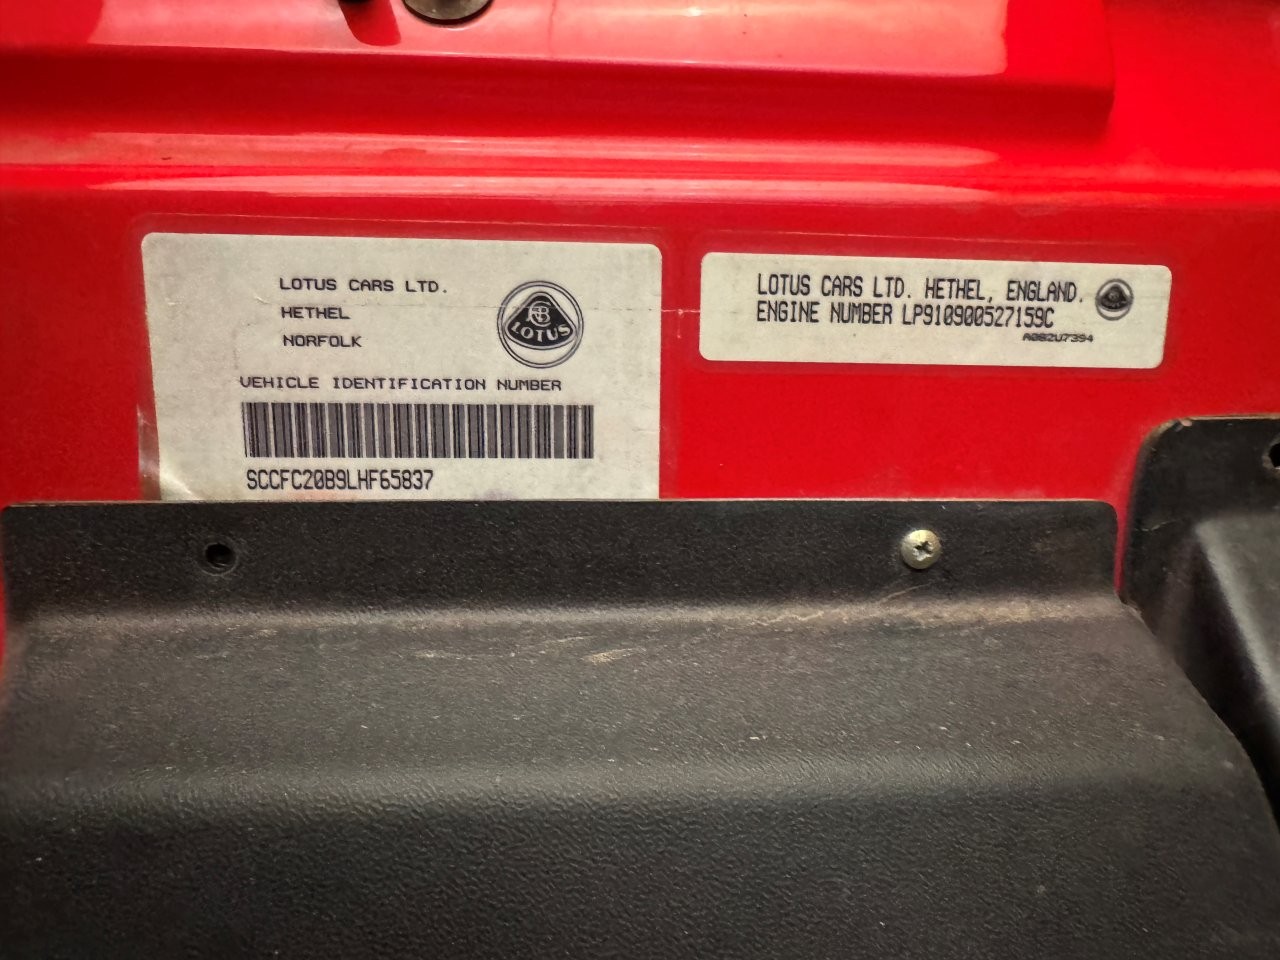 LOTUS CARS LTD.
HETHEL
NORFOLK
LOTUS
VEHICLE IDENTIFICATION NUMBER
SCCFC20B9LHF65837
LOTUS CARS LTD. HETHEL, ENGLAND.
ENGINE NUMBER LP910900527159C
A082U7394